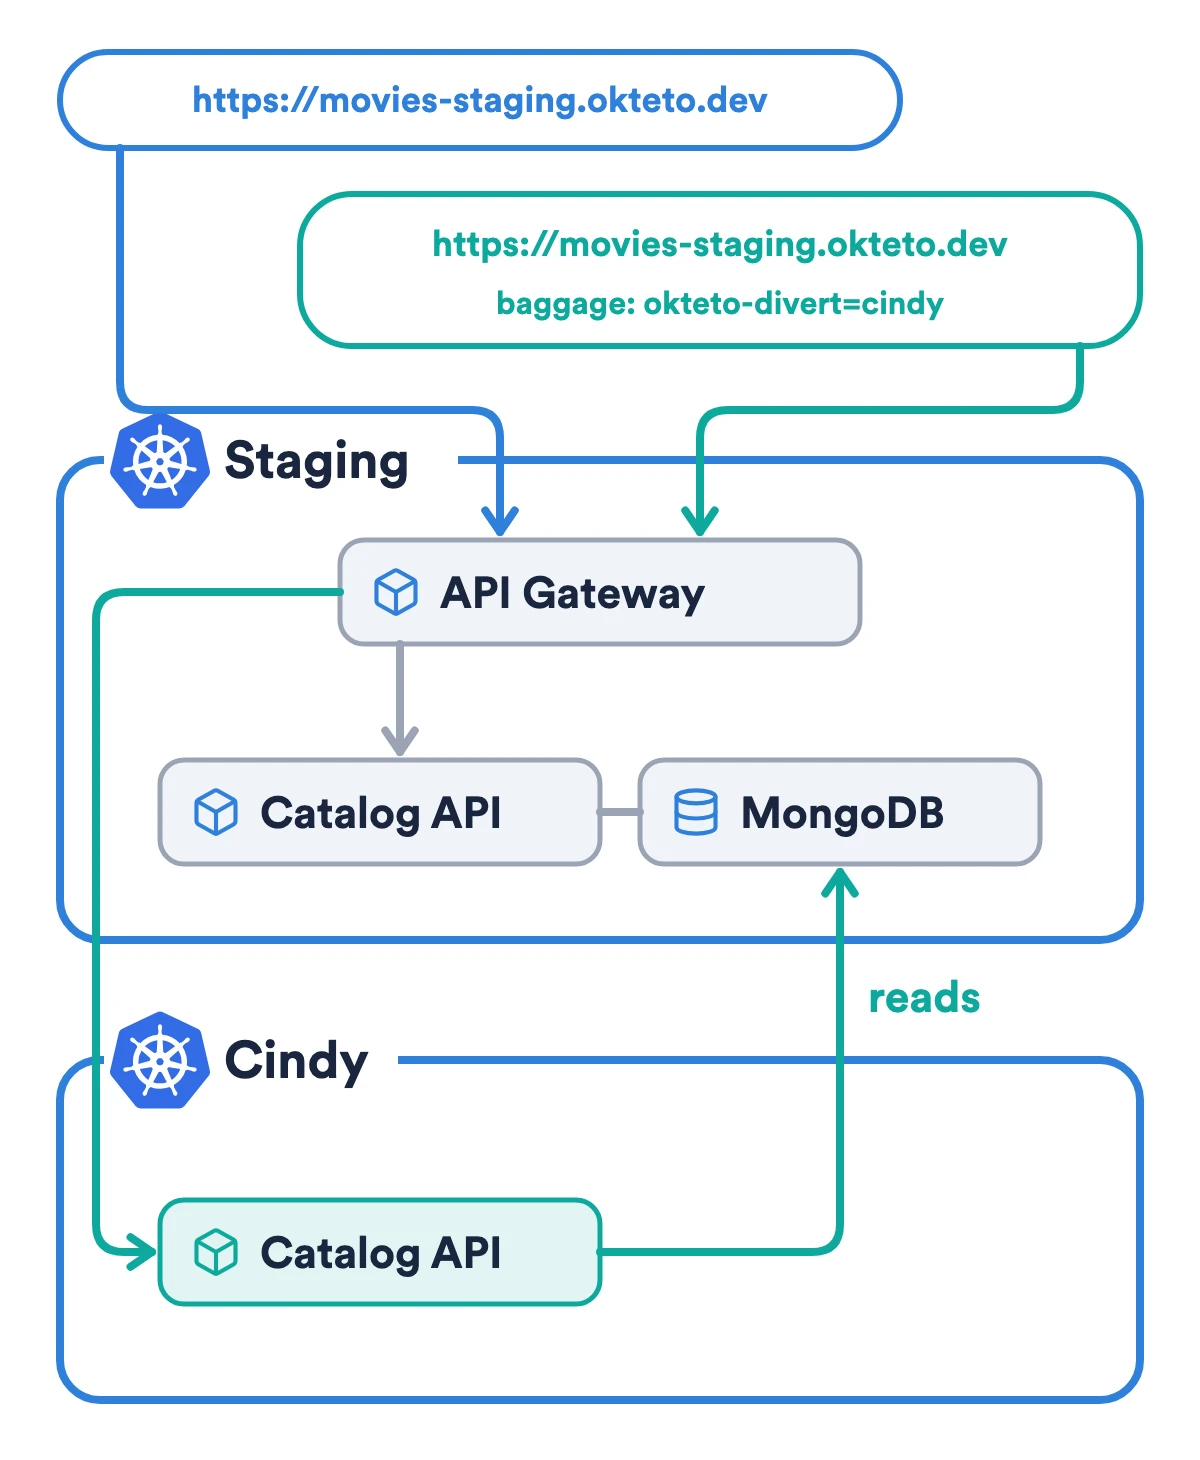 https://movies-staging.okteto.dev
https://movies-staging.okteto.dev
baggage: okteto-divert=cindy
Staging
API Gateway
Catalog API
MongoDB
reads
Cindy
Catalog API